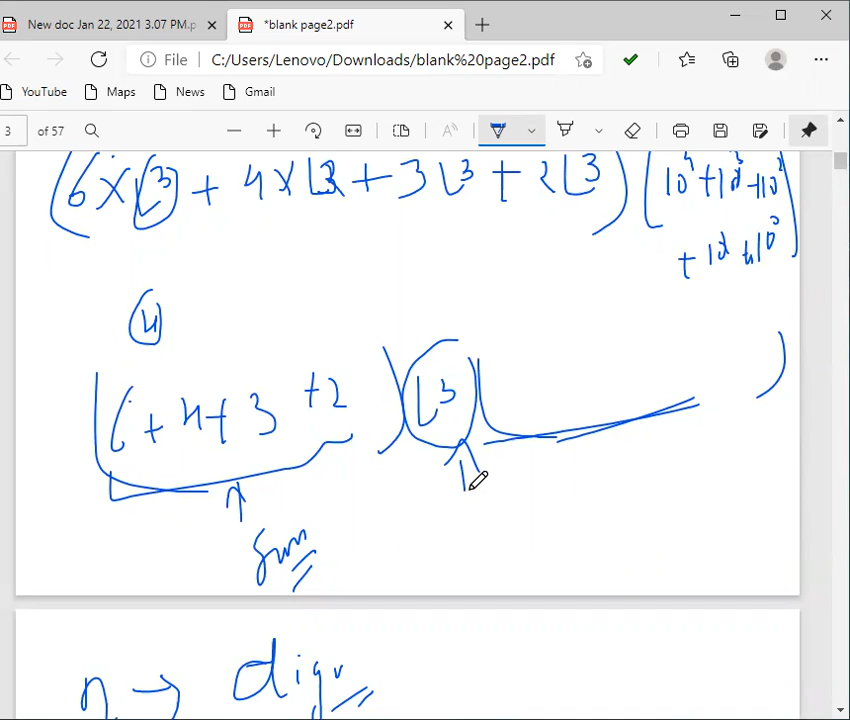 New doc Jan 22, 2021 3.07 PM.p
*blank page2.pdf
File C:/Users/Lenovo/Downloads/blank%20page2.pdf
YouTube Maps News Gmail
3 of 57
(6 × ⌊3 + 4 × ⌊3 + 3 ⌊3 + 2 ⌊3) (10⁴ + 10³ + 10²
+ 10¹ + 10⁰)
4
(6 + 4 + 3 + 2) (⌊3) ( )
Sum
n → digit